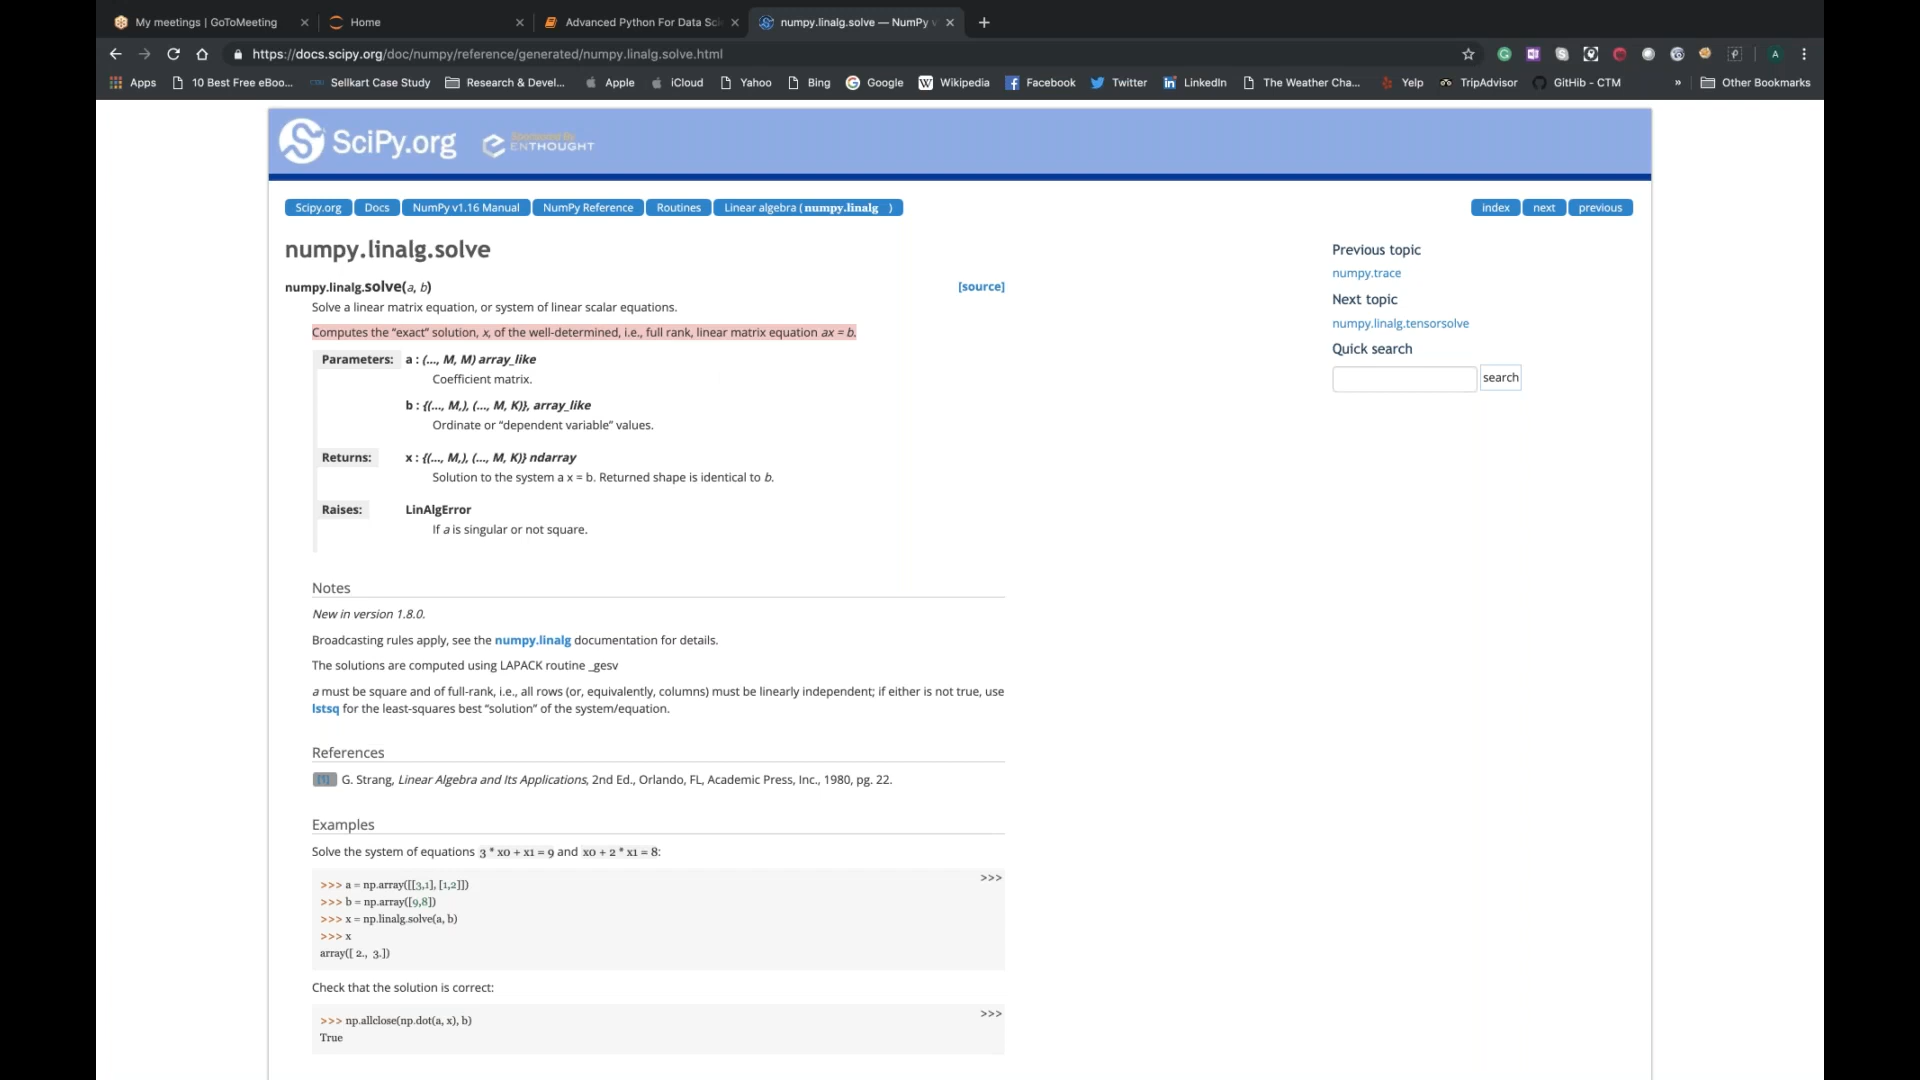 My meetings | GoToMeeting
Home
Advanced Python For Data Sci
numpy.linalg.solve — NumPy v
https://docs.scipy.org/doc/numpy/reference/generated/numpy.linalg.solve.html
A
Apps
10 Best Free eBoo...
Sellkart Case Study
Research & Devel...
Apple
iCloud
Yahoo
Bing
Google
Wikipedia
Facebook
Twitter
LinkedIn
The Weather Cha...
Yelp
TripAdvisor
GitHib - CTM
»
Other Bookmarks
SciPy.org
Sponsored By
ENTHOUGHT
Scipy.org
Docs
NumPy v1.16 Manual
NumPy Reference
Routines
Linear algebra (numpy.linalg )
index
next
previous
numpy.linalg.solve
numpy.linalg.solve(a, b)
[source]
Solve a linear matrix equation, or system of linear scalar equations.
Computes the “exact” solution, x, of the well-determined, i.e., full rank, linear matrix equation ax = b.
Parameters: a : (..., M, M) array_like
Coefficient matrix.
b : {(..., M,), (..., M, K)}, array_like
Ordinate or “dependent variable” values.
Returns: x : {(..., M,), (..., M, K)} ndarray
Solution to the system a x = b. Returned shape is identical to b.
Raises: LinAlgError
If a is singular or not square.
Notes
New in version 1.8.0.
Broadcasting rules apply, see the numpy.linalg documentation for details.
The solutions are computed using LAPACK routine _gesv
a must be square and of full-rank, i.e., all rows (or, equivalently, columns) must be linearly independent; if either is not true, use
lstsq for the least-squares best “solution” of the system/equation.
References
[1] G. Strang, Linear Algebra and Its Applications, 2nd Ed., Orlando, FL, Academic Press, Inc., 1980, pg. 22.
Examples
Solve the system of equations 3 * x0 + x1 = 9 and x0 + 2 * x1 = 8:
>>>
>>> a = np.array([[3,1], [1,2]])
>>> b = np.array([9,8])
>>> x = np.linalg.solve(a, b)
>>> x
array([ 2., 3.])
Check that the solution is correct:
>>>
>>> np.allclose(np.dot(a, x), b)
True
Previous topic
numpy.trace
Next topic
numpy.linalg.tensorsolve
Quick search
search